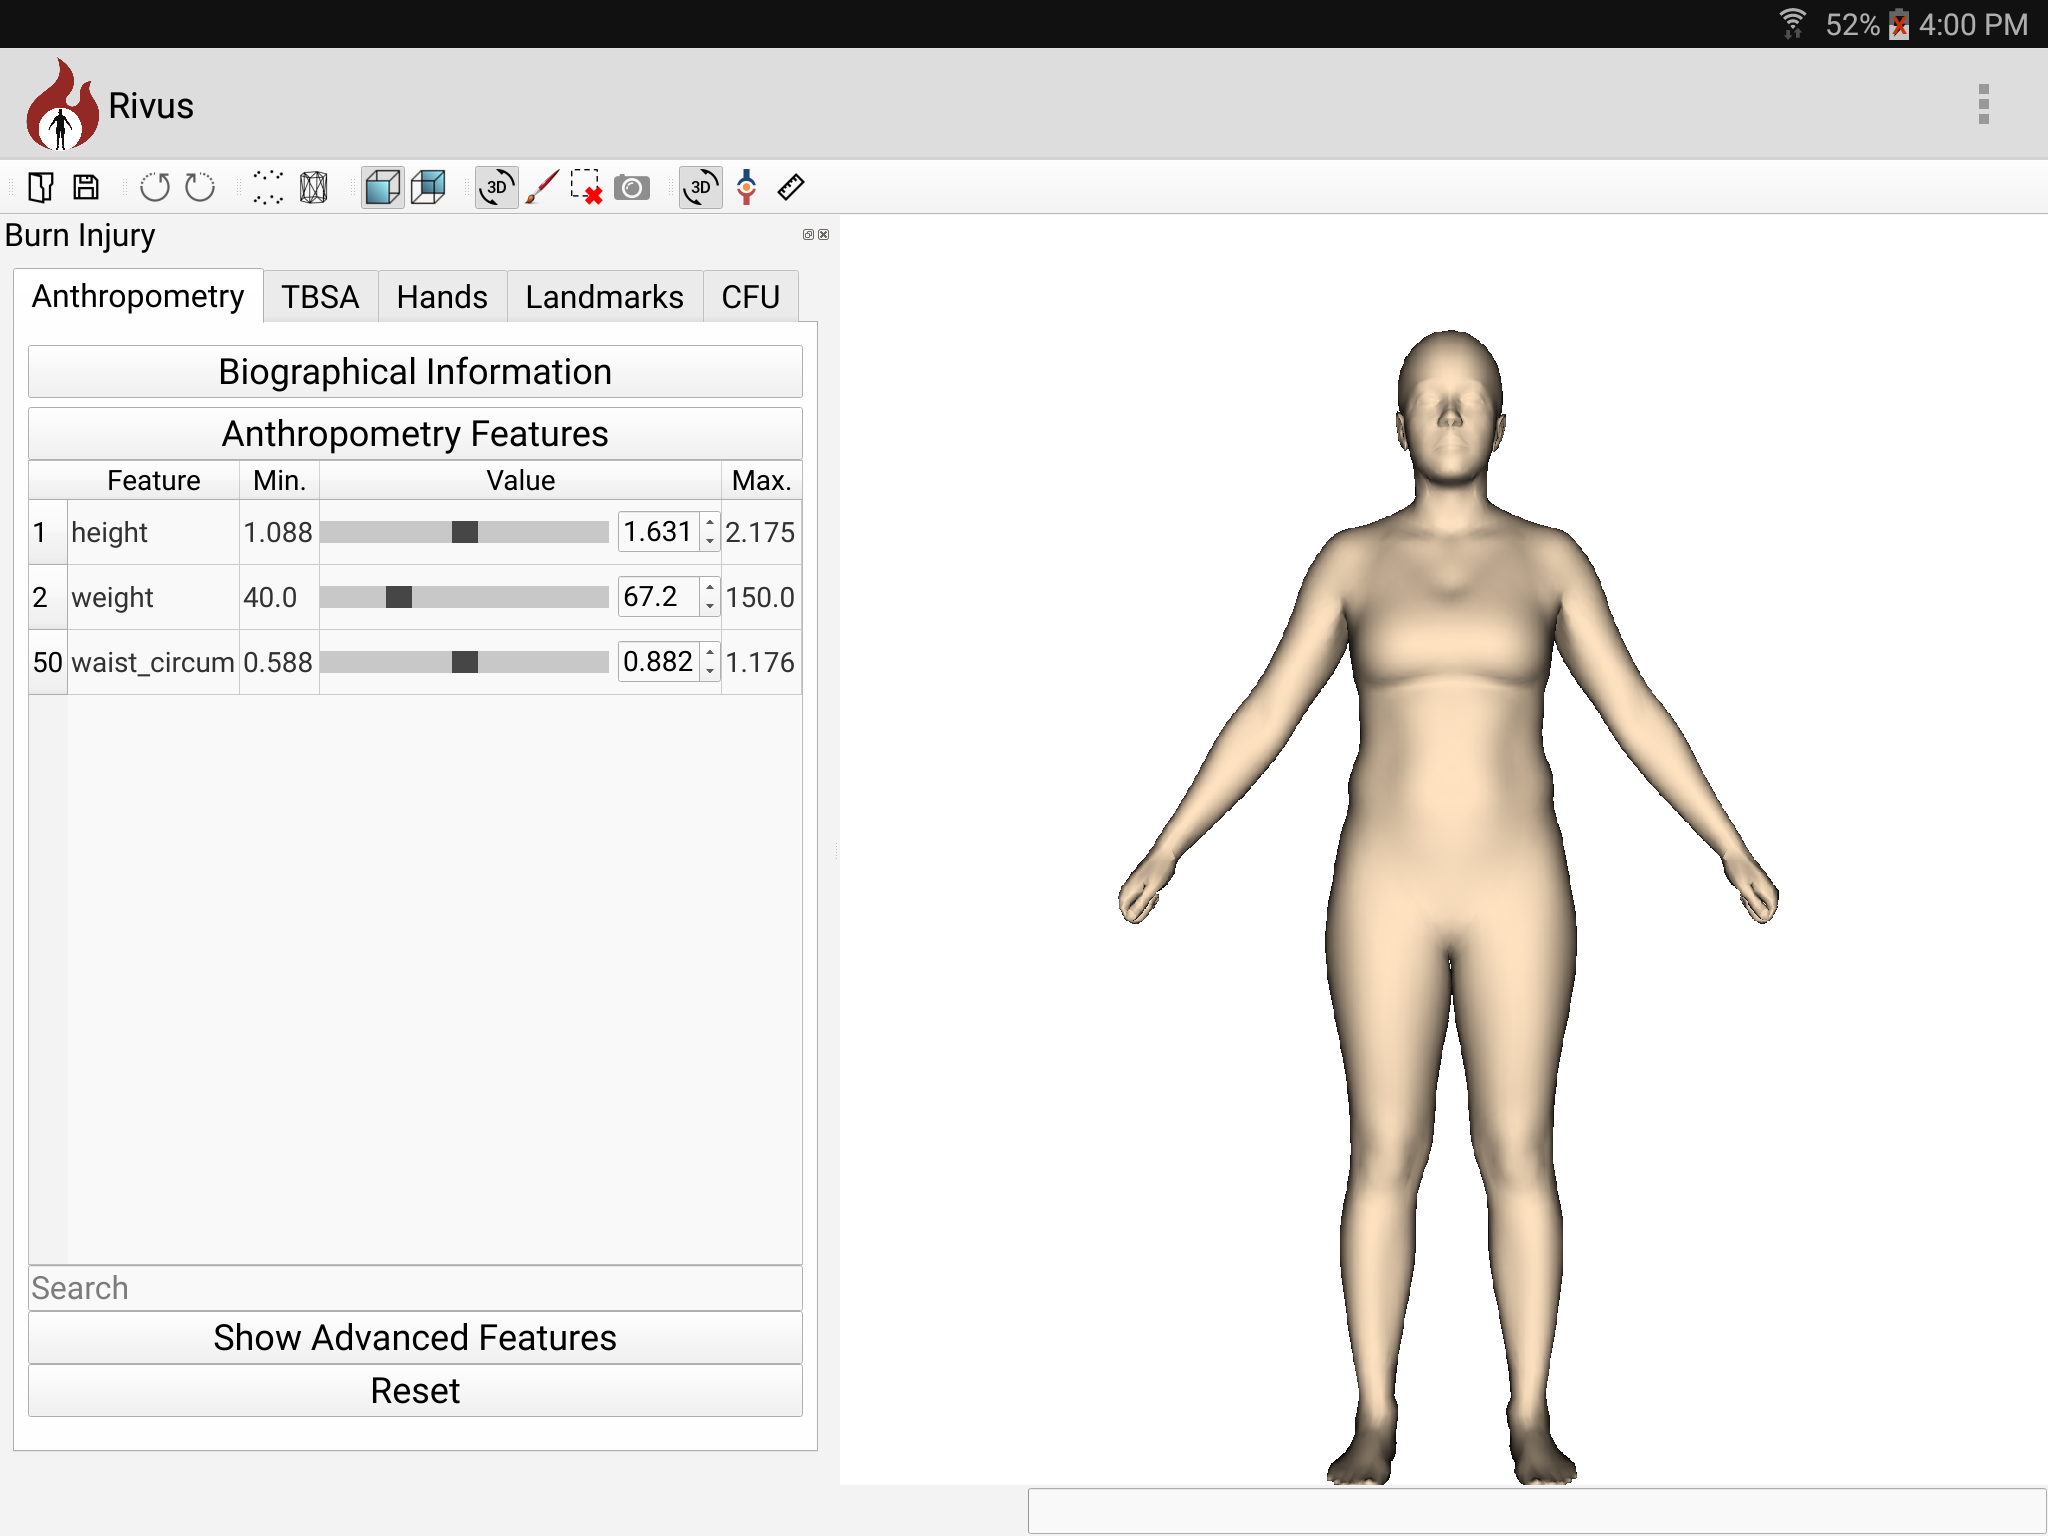 52% 4:00 PM
Rivus
3D 3D
Burn Injury
Anthropometry TBSA Hands Landmarks CFU
Biographical Information
Anthropometry Features
Feature Min. Value Max.
1 height 1.088 1.631 2.175
2 weight 40.0 67.2 150.0
50 waist_circum 0.588 0.882 1.176
Search
Show Advanced Features
Reset